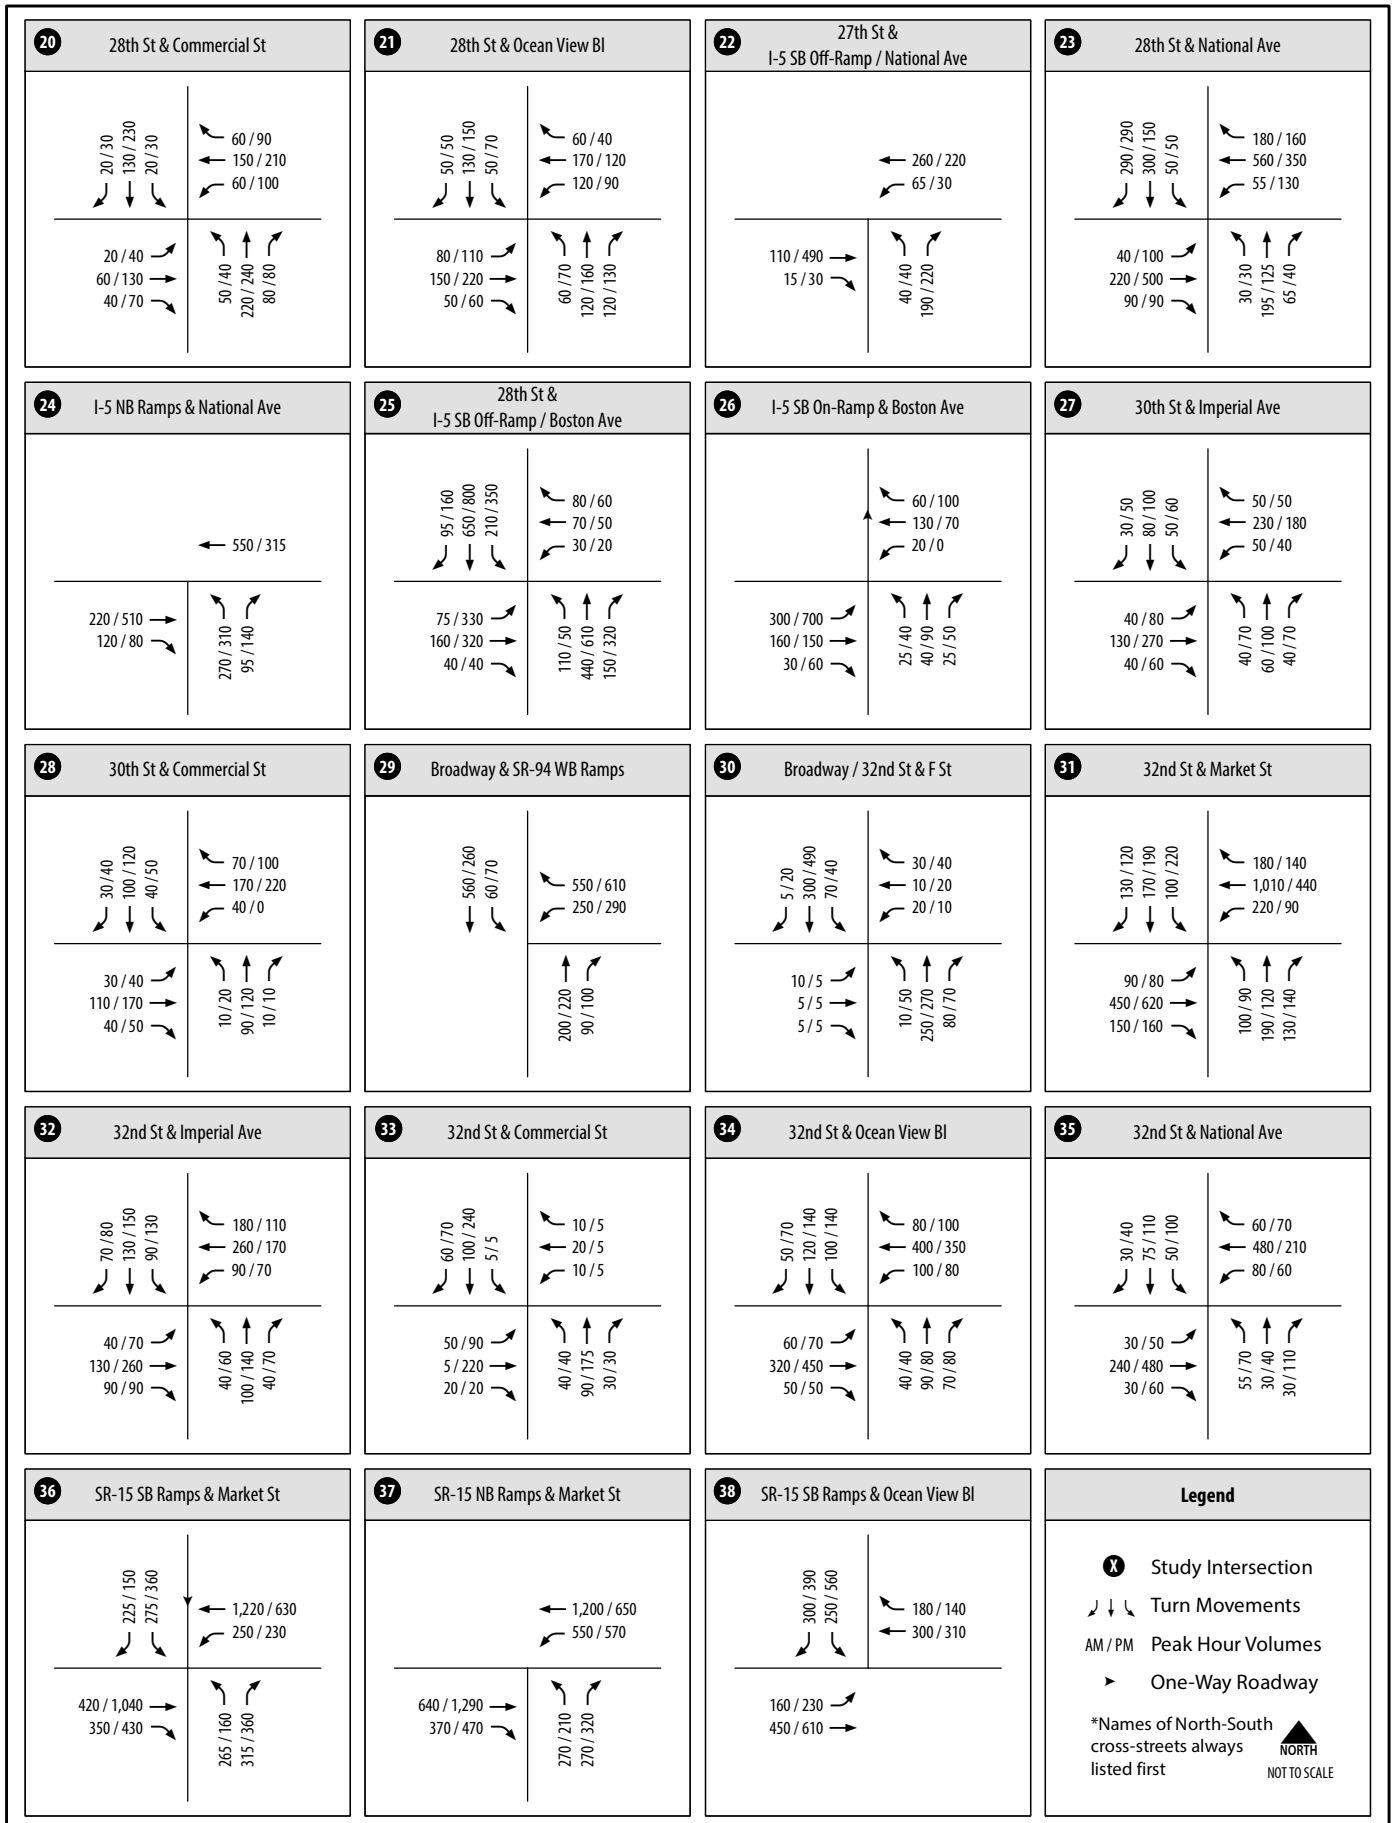 20
28th St & Commercial St
20 / 30
130 / 230
20 / 30
60 / 90
150 / 210
60 / 100
20 / 40
60 / 130
40 / 70
50 / 40
220 / 240
80 / 80
21
28th St & Ocean View Bl
50 / 50
130 / 150
50 / 70
60 / 40
170 / 120
120 / 90
80 / 110
150 / 220
50 / 60
60 / 70
120 / 160
120 / 130
22
27th St &
I-5 SB Off-Ramp / National Ave
260 / 220
65 / 30
110 / 490
15 / 30
40 / 40
190 / 220
23
28th St & National Ave
290 / 290
300 / 150
50 / 50
180 / 160
560 / 350
55 / 130
40 / 100
220 / 500
90 / 90
30 / 30
195 / 125
65 / 40
24
I-5 NB Ramps & National Ave
550 / 315
220 / 510
120 / 80
270 / 310
95 / 140
25
28th St &
I-5 SB Off-Ramp / Boston Ave
95 / 160
650 / 800
210 / 350
80 / 60
70 / 50
30 / 20
75 / 330
160 / 320
40 / 40
110 / 50
440 / 610
150 / 320
26
I-5 SB On-Ramp & Boston Ave
60 / 100
130 / 70
20 / 0
300 / 700
160 / 150
30 / 60
25 / 40
40 / 90
25 / 50
27
30th St & Imperial Ave
30 / 50
80 / 100
50 / 60
50 / 50
230 / 180
50 / 40
40 / 80
130 / 270
40 / 60
40 / 70
60 / 100
40 / 70
28
30th St & Commercial St
30 / 40
100 / 120
40 / 50
70 / 100
170 / 220
40 / 0
30 / 40
110 / 170
40 / 50
10 / 20
90 / 120
10 / 10
29
Broadway & SR-94 WB Ramps
560 / 260
60 / 70
550 / 610
250 / 290
200 / 220
90 / 100
30
Broadway / 32nd St & F St
5 / 20
300 / 490
70 / 40
30 / 40
10 / 20
20 / 10
10 / 5
5 / 5
5 / 5
10 / 50
250 / 270
80 / 70
31
32nd St & Market St
130 / 120
170 / 190
100 / 220
180 / 140
1,010 / 440
220 / 90
90 / 80
450 / 620
150 / 160
100 / 90
190 / 120
130 / 140
32
32nd St & Imperial Ave
70 / 80
130 / 150
90 / 130
180 / 110
260 / 170
90 / 70
40 / 70
130 / 260
90 / 90
40 / 60
100 / 140
40 / 70
33
32nd St & Commercial St
60 / 70
100 / 240
5 / 5
10 / 5
20 / 5
10 / 5
50 / 90
5 / 220
20 / 20
40 / 40
90 / 175
30 / 30
34
32nd St & Ocean View Bl
50 / 70
120 / 140
100 / 140
80 / 100
400 / 350
100 / 80
60 / 70
320 / 450
50 / 50
40 / 40
90 / 80
70 / 80
35
32nd St & National Ave
30 / 40
75 / 110
50 / 100
60 / 70
480 / 210
80 / 60
30 / 50
240 / 480
30 / 60
55 / 70
30 / 40
30 / 110
36
SR-15 SB Ramps & Market St
225 / 150
275 / 360
1,220 / 630
250 / 230
420 / 1,040
350 / 430
265 / 160
315 / 360
37
SR-15 NB Ramps & Market St
1,200 / 650
550 / 570
640 / 1,290
370 / 470
270 / 210
270 / 320
38
SR-15 SB Ramps & Ocean View Bl
300 / 390
250 / 560
180 / 140
300 / 310
160 / 230
450 / 610
Legend
X Study Intersection
Turn Movements
AM / PM Peak Hour Volumes
One-Way Roadway
*Names of North-South
cross-streets always
listed first
NORTH
NOT TO SCALE